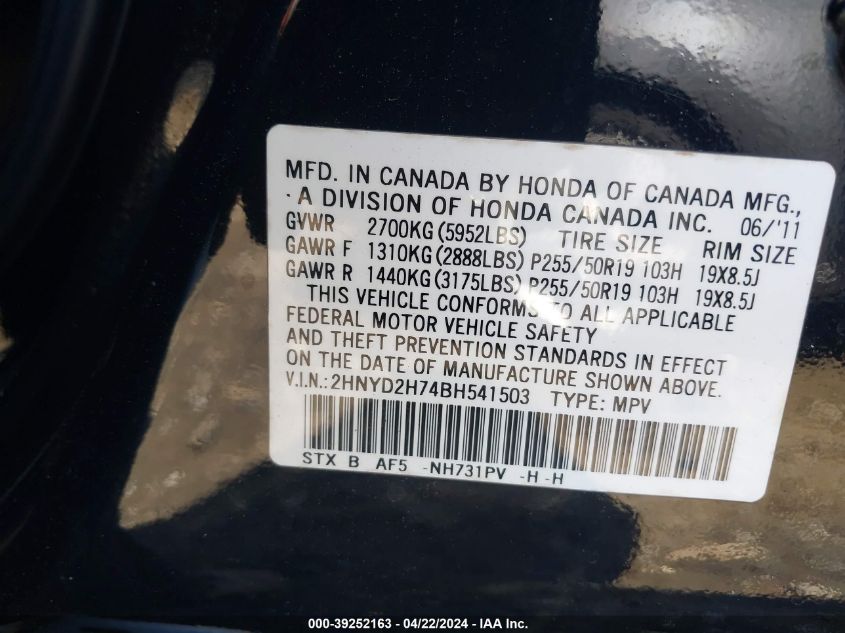 MFD. IN CANADA BY HONDA OF CANADA MFG.,
. A DIVISION OF HONDA CANADA INC. 06/'11
GVWR 2700KG(5952LBS) TIRE SIZE RIM SIZE
GAWR F 1310KG(2888LBS) P255/50R19 103H 19X8.5J
GAWR R 1440KG(3175LBS) P255/50R19 103H 19X8.5J
THIS VEHICLE CONFORMS TO ALL APPLICABLE
FEDERAL MOTOR VEHICLE SAFETY
AND THEFT PREVENTION STANDARDS IN EFFECT
ON THE DATE OF MANUFACTURE SHOWN ABOVE.
V.I.N.:2HNYD2H74BH541503 TYPE: MPV
STX B AF5 -NH731PV -H -H
000-39252163 - 04/22/2024 - IAA Inc.